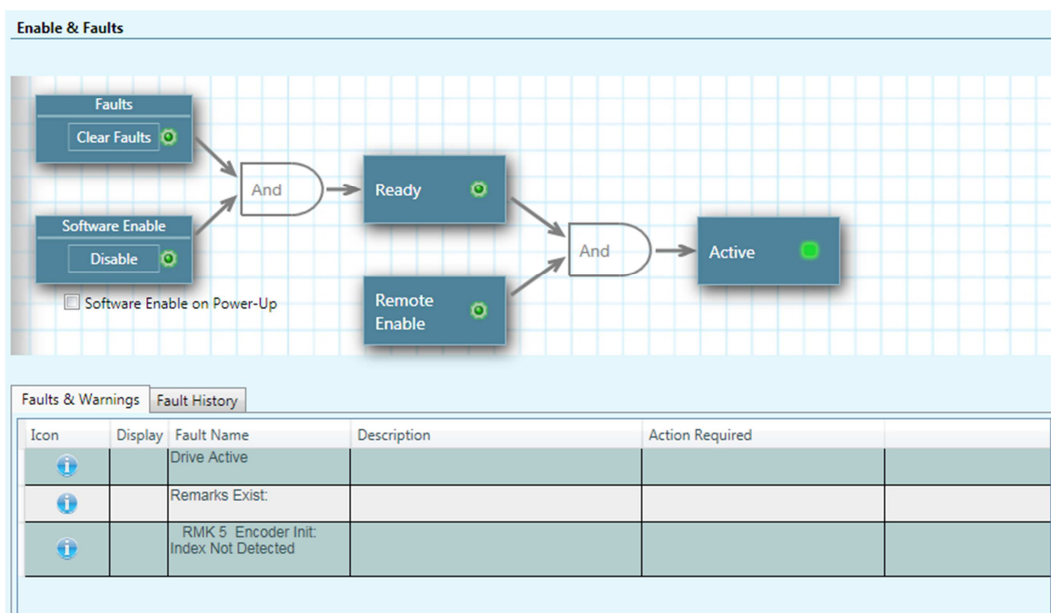 Enable & Faults
Faults
Clear Faults
And
Ready
Software Enable
Disable
And
Active
Software Enable on Power-Up
Remote
Enable
Faults & Warnings
Fault History
Icon
Display
Fault Name
Description
Action Required
Drive Active
Remarks Exist:
RMK 5 Encoder Init:
Index Not Detected